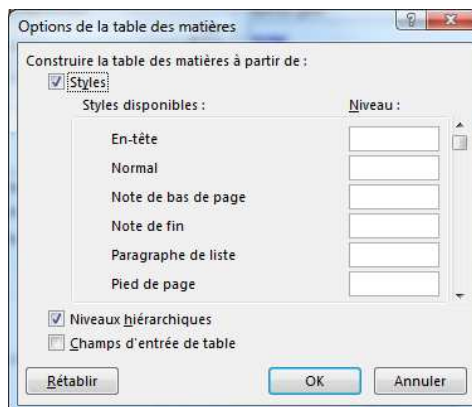 Options de la table des matières
Construire la table des matières à partir de :
Styles
Styles disponibles : Niveau :
En-tête
Normal
Note de bas de page
Note de fin
Paragraphe de liste
Pied de page
Niveaux hiérarchiques
Champs d'entrée de table
Rétablir OK Annuler